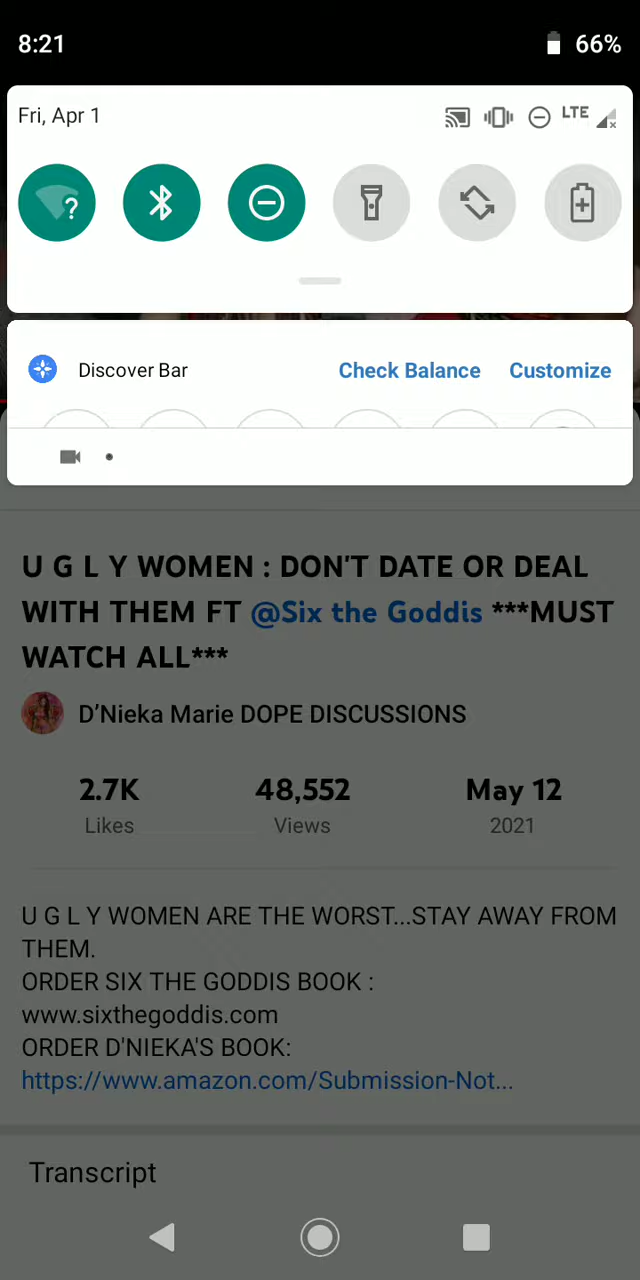 8:21
66%
Fri, Apr 1
LTE
?
Discover Bar
Check Balance
Customize
U G L Y WOMEN : DON'T DATE OR DEAL
WITH THEM FT @Six the Goddis ***MUST
WATCH ALL***
D’Nieka Marie DOPE DISCUSSIONS
2.7K
48,552
May 12
Likes
Views
2021
U G L Y WOMEN ARE THE WORST...STAY AWAY FROM
THEM.
ORDER SIX THE GODDIS BOOK :
www.sixthegoddis.com
ORDER D'NIEKA'S BOOK:
https://www.amazon.com/Submission-Not...
Transcript